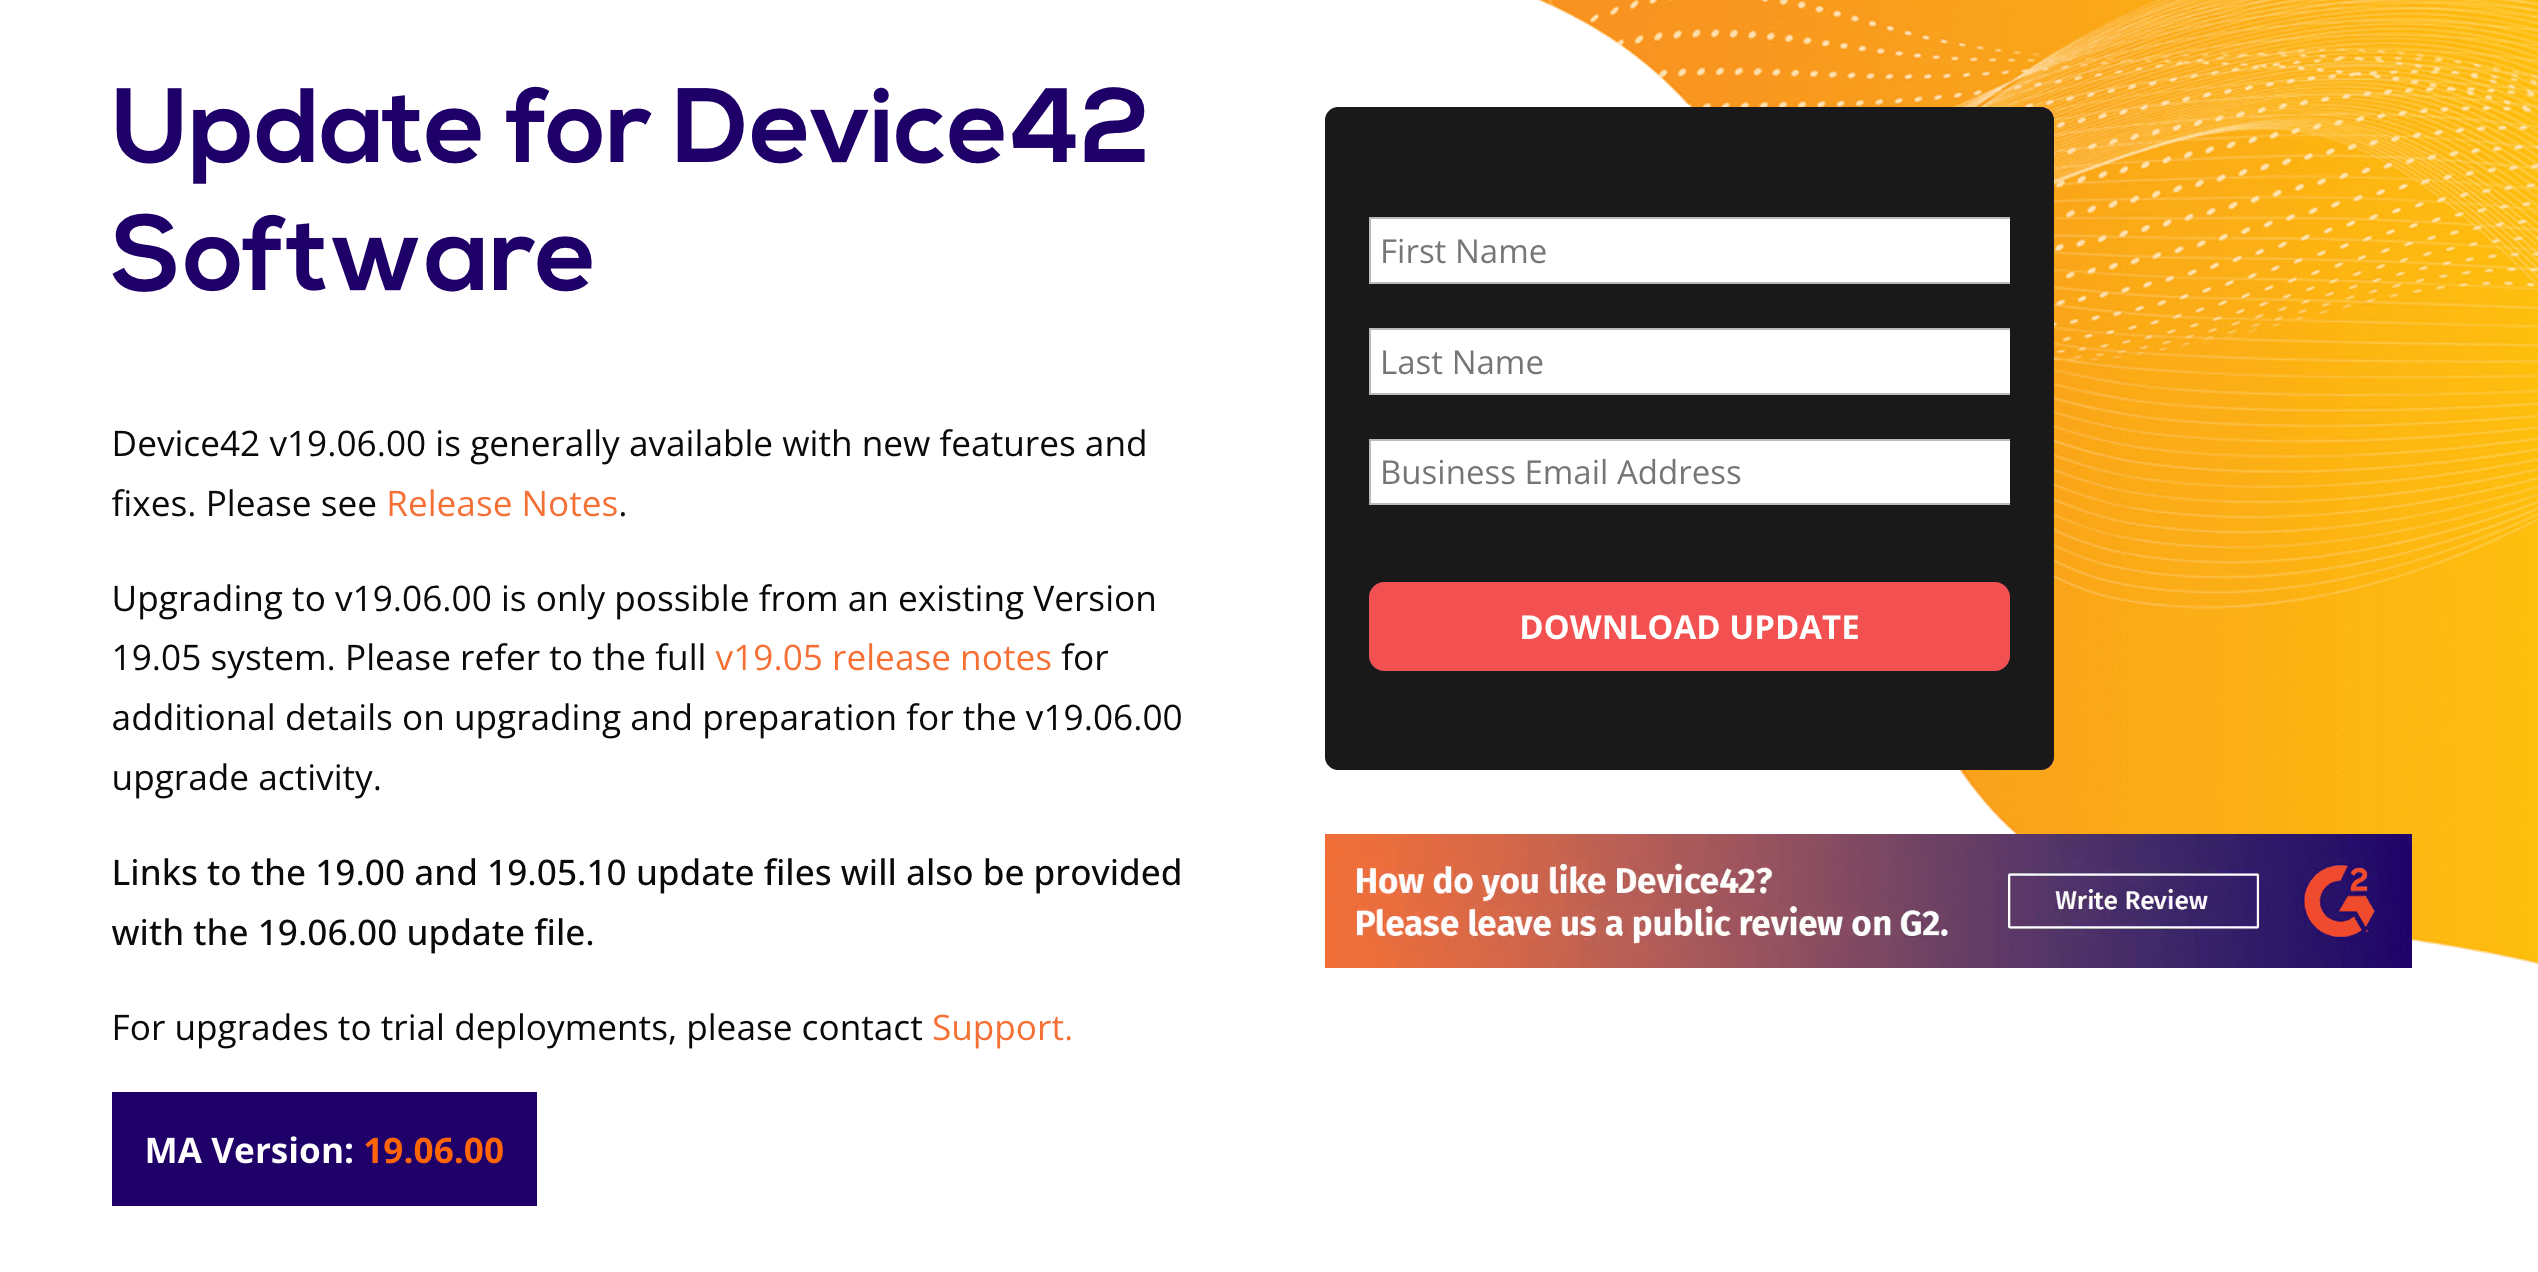 Update for Device42
Software
Device42 v19.06.00 is generally available with new features and
fixes. Please see Release Notes.
Upgrading to v19.06.00 is only possible from an existing Version
19.05 system. Please refer to the full v19.05 release notes for
additional details on upgrading and preparation for the v19.06.00
upgrade activity.
Links to the 19.00 and 19.05.10 update files will also be provided
with the 19.06.00 update file.
For upgrades to trial deployments, please contact Support.
MA Version: 19.06.00
First Name
Last Name
Business Email Address
DOWNLOAD UPDATE
How do you like Device42?
Please leave us a public review on G2.
Write Review
G2